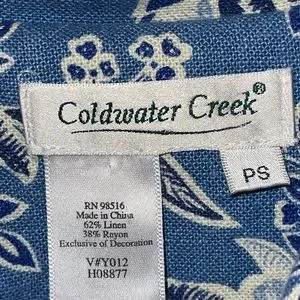 Coldwater Creek®
PS
RN 98516
Made in China
62% Linen
38% Rayon
Exclusive of Decoration
V#Y012
H08877